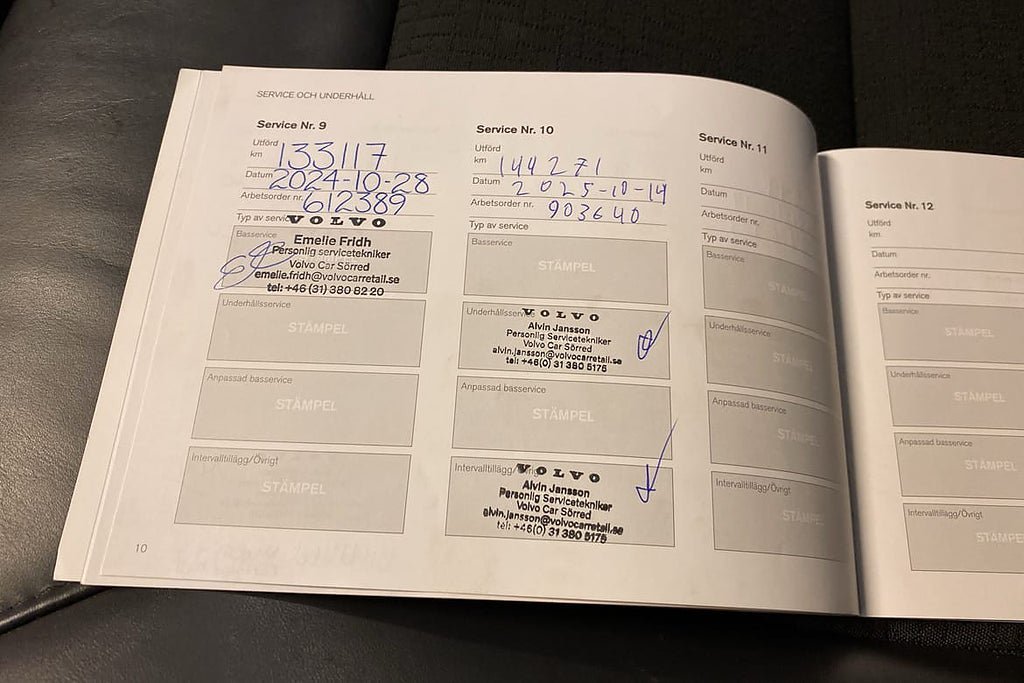 SERVICE OCH UNDERHÅLL
Service Nr. 9
Utförd
km 133117
Datum 2024-10-28
Arbetsorder nr. 612389
Typ av service
Basservice
VOLVO
Emelie Fridh
Personlig servicetekniker
Volvo Car Sörred
emelie.fridh@volvocarretail.se
tel: +46 (31) 380 82 20
Underhållsservice
STÄMPEL
Anpassad basservice
STÄMPEL
Intervalltillägg/Övrigt
STÄMPEL
10
Service Nr. 10
Utförd
km 144271
Datum 2025-10-14
Arbetsorder nr. 903640
Typ av service
Basservice
STÄMPEL
Underhållsservice
VOLVO
Alvin Jansson
Personlig Servicetekniker
Volvo Car Sörred
alvin.jansson@volvocarretail.se
tel: +46(0) 31 380 5175
Anpassad basservice
STÄMPEL
Intervalltillägg/Övrigt
VOLVO
Alvin Jansson
Personlig Servicetekniker
Volvo Car Sörred
alvin.jansson@volvocarretail.se
tel: +46(0) 31 380 5175
Service Nr. 11
Utförd
km
Datum
Arbetsorder nr.
Typ av service
Basservice
STÄMPEL
Underhållsservice
STÄMPEL
Anpassad basservice
STÄMPEL
Intervalltillägg/Övrigt
STÄMPEL
Service Nr. 12
Utförd
km
Datum
Arbetsorder nr.
Typ av service
Basservice
STÄMPEL
Underhållsservice
STÄMPEL
Anpassad basservice
STÄMPEL
Intervalltillägg/Övrigt
STÄMPE